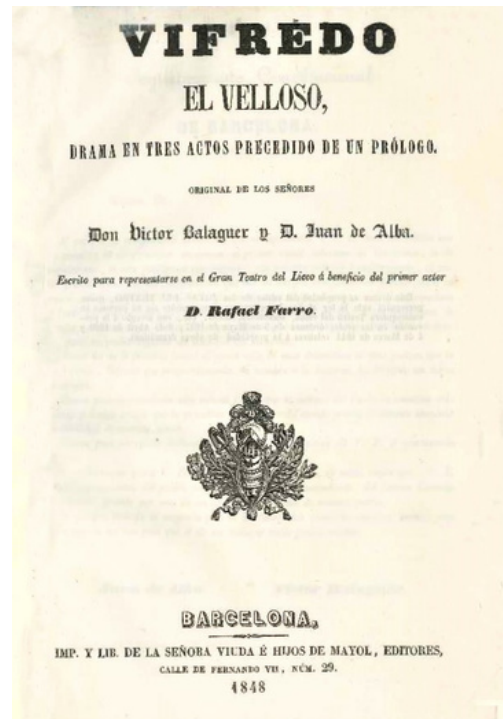 VIFREDO
EL VELLOSO,
DRAMA EN TRES ACTOS PRECEDIDO DE UN PRÓLOGO.
ORIGINAL DE LOS SEÑORES
Don Victor Balaguer y D. Juan de Alba.
Escrito para representarse en el Gran Teatro del Liceo á beneficio del primer actor
D. Rafael Farro.
BARCELONA,
IMP. Y LIB. DE LA SEÑORA VIUDA É HIJOS DE MAYOL, EDITORES,
CALLE DE FERNANDO VII, NÚM. 29.
1848